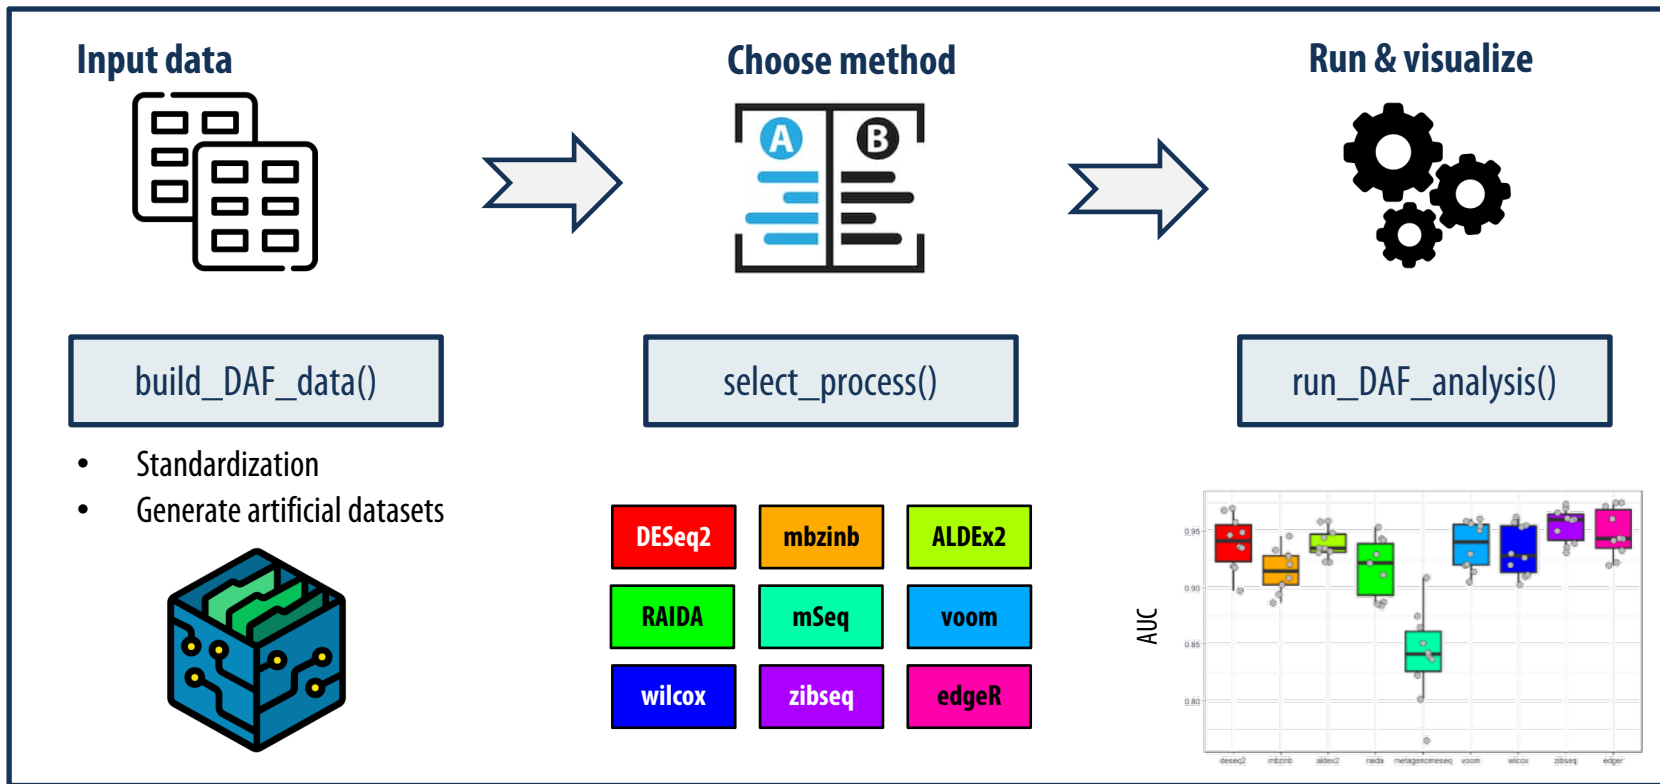 Input data
Choose method
Run & visualize
A
B
build_DAF_data()
select_process()
run_DAF_analysis()
• Standardization
• Generate artificial datasets
DESeq2
mbzinb
ALDEx2
RAIDA
mSeq
voom
wilcox
zibseq
edgeR
AUC
0.95
0.90
0.85
0.80
deseq2
mbzinb
aldex2
raida
metagenomeseq
voom
wilcox
zibseq
edger